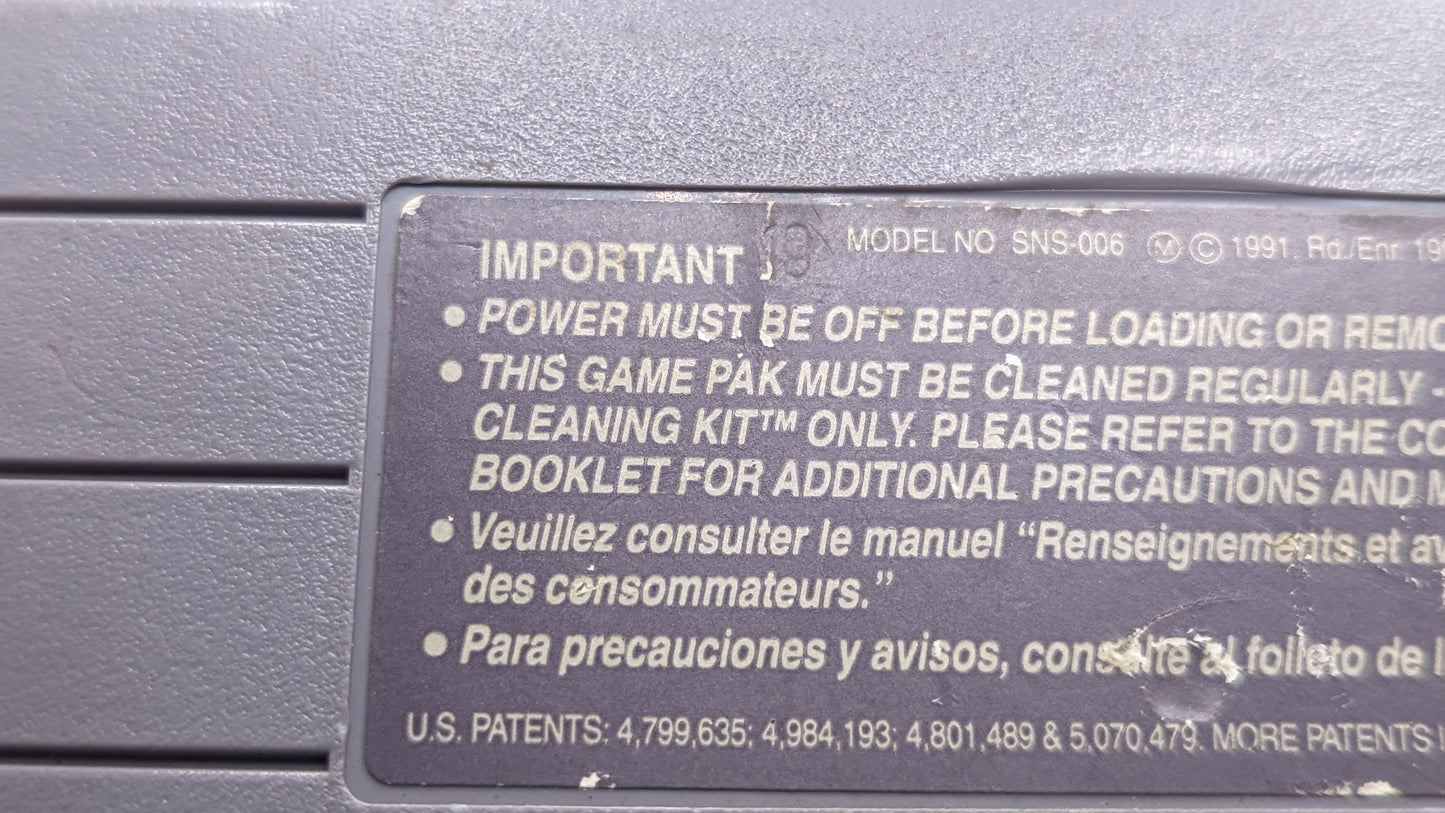 IMPORTANT
MODEL NO SNS-006 Ⓜ © 1991. Rd./Enr 19
• POWER MUST BE OFF BEFORE LOADING OR REMO
• THIS GAME PAK MUST BE CLEANED REGULARLY -
CLEANING KIT™ ONLY. PLEASE REFER TO THE CO
BOOKLET FOR ADDITIONAL PRECAUTIONS AND M
• Veuillez consulter le manuel “Renseignements et av
des consommateurs.”
• Para precauciones y avisos, consulte al folleto de l
U.S. PATENTS: 4,799,635; 4,984,193; 4,801,489 & 5,070,479. MORE PATENTS